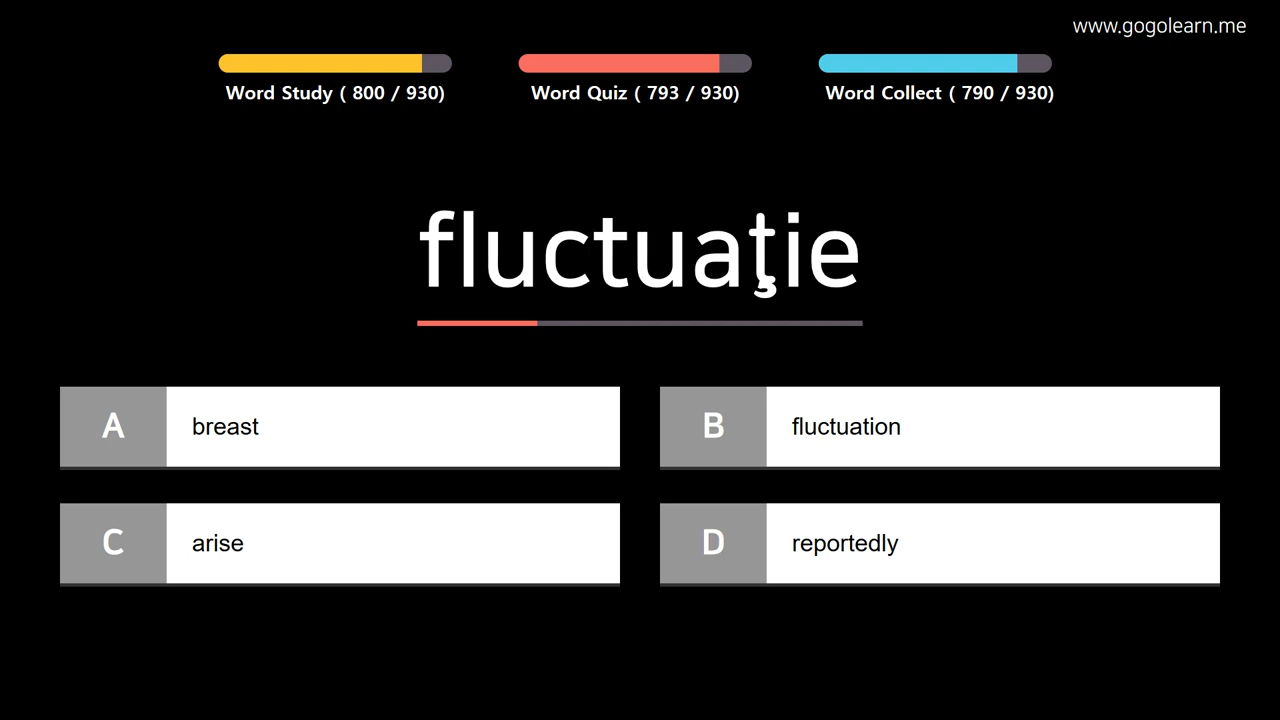 www.gogolearn.me
Word Study ( 800 / 930)
Word Quiz ( 793 / 930)
Word Collect ( 790 / 930)
fluctuaţie
A
breast
B
fluctuation
C
arise
D
reportedly